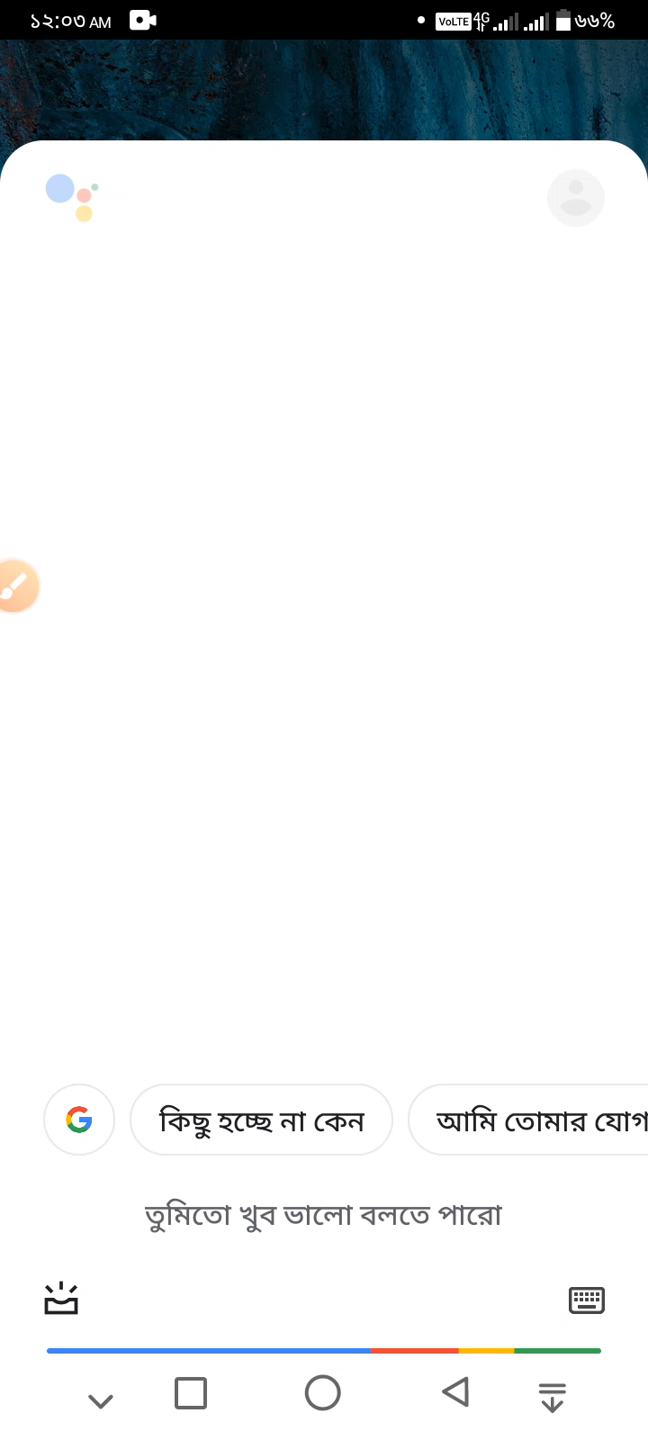 ১২:০৩ AM VoLTE 4G ৬৬%
G
কিছু হচ্ছে না কেন
আমি তোমার যোগ
তুমিতো খুব ভালো বলতে পারো